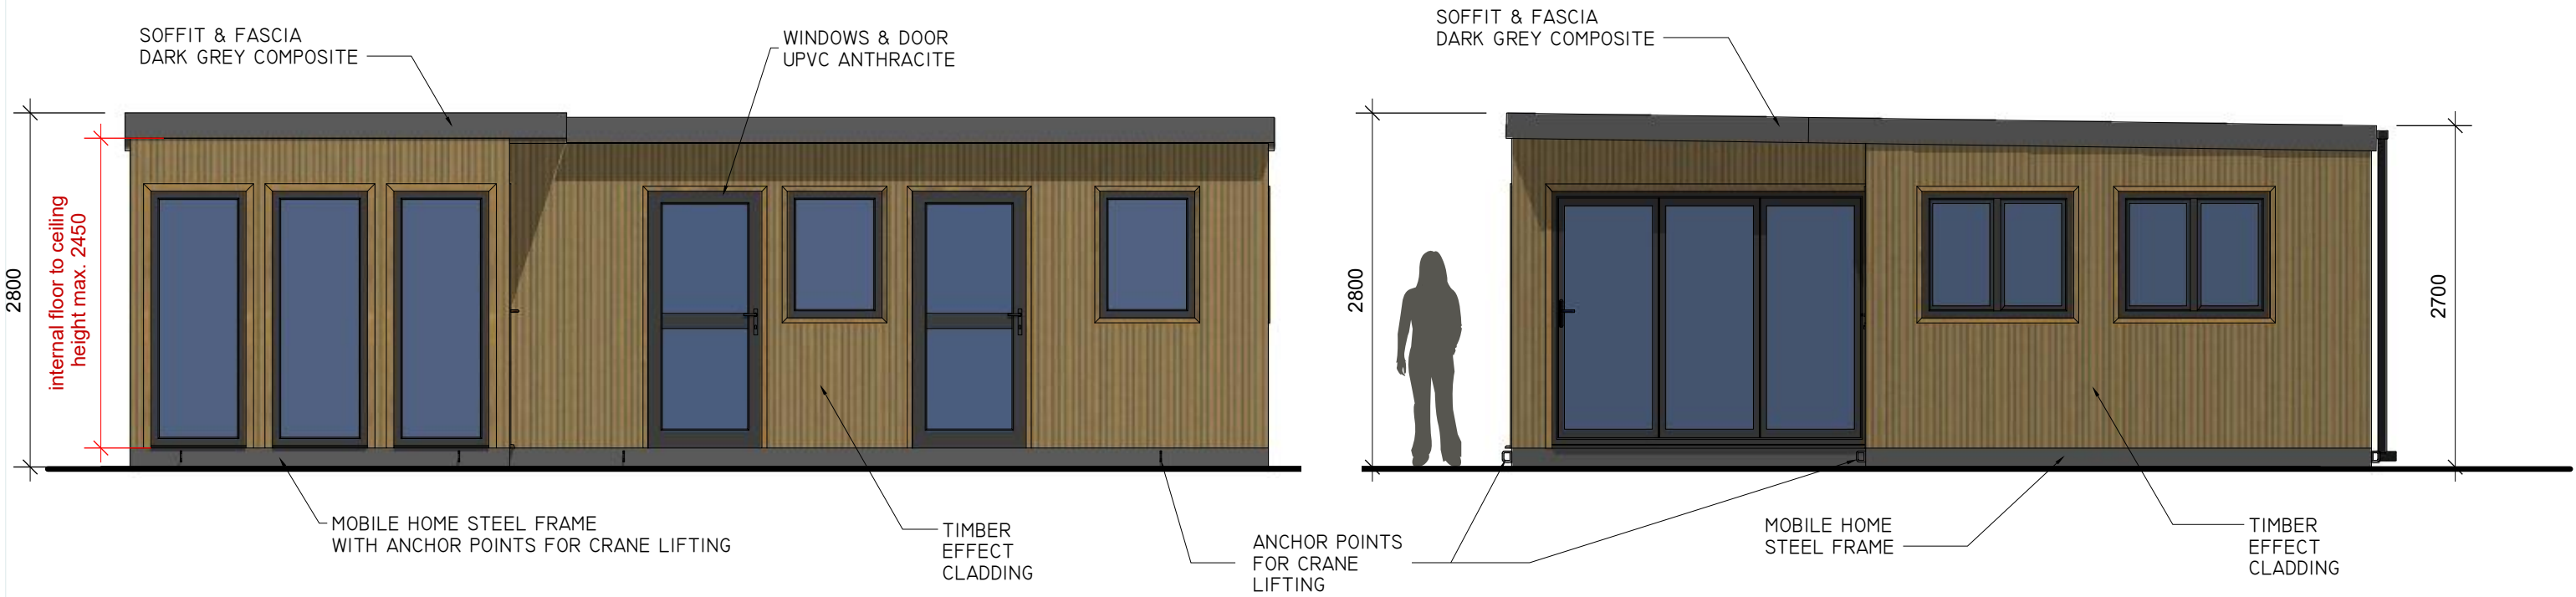 SOFFIT & FASCIA
DARK GREY COMPOSITE
WINDOWS & DOOR
UPVC ANTHRACITE
SOFFIT & FASCIA
DARK GREY COMPOSITE
2800
internal floor to ceiling
height max. 2450
2800
2700
MOBILE HOME STEEL FRAME
WITH ANCHOR POINTS FOR CRANE LIFTING
TIMBER
EFFECT
CLADDING
ANCHOR POINTS
FOR CRANE
LIFTING
MOBILE HOME
STEEL FRAME
TIMBER
EFFECT
CLADDING